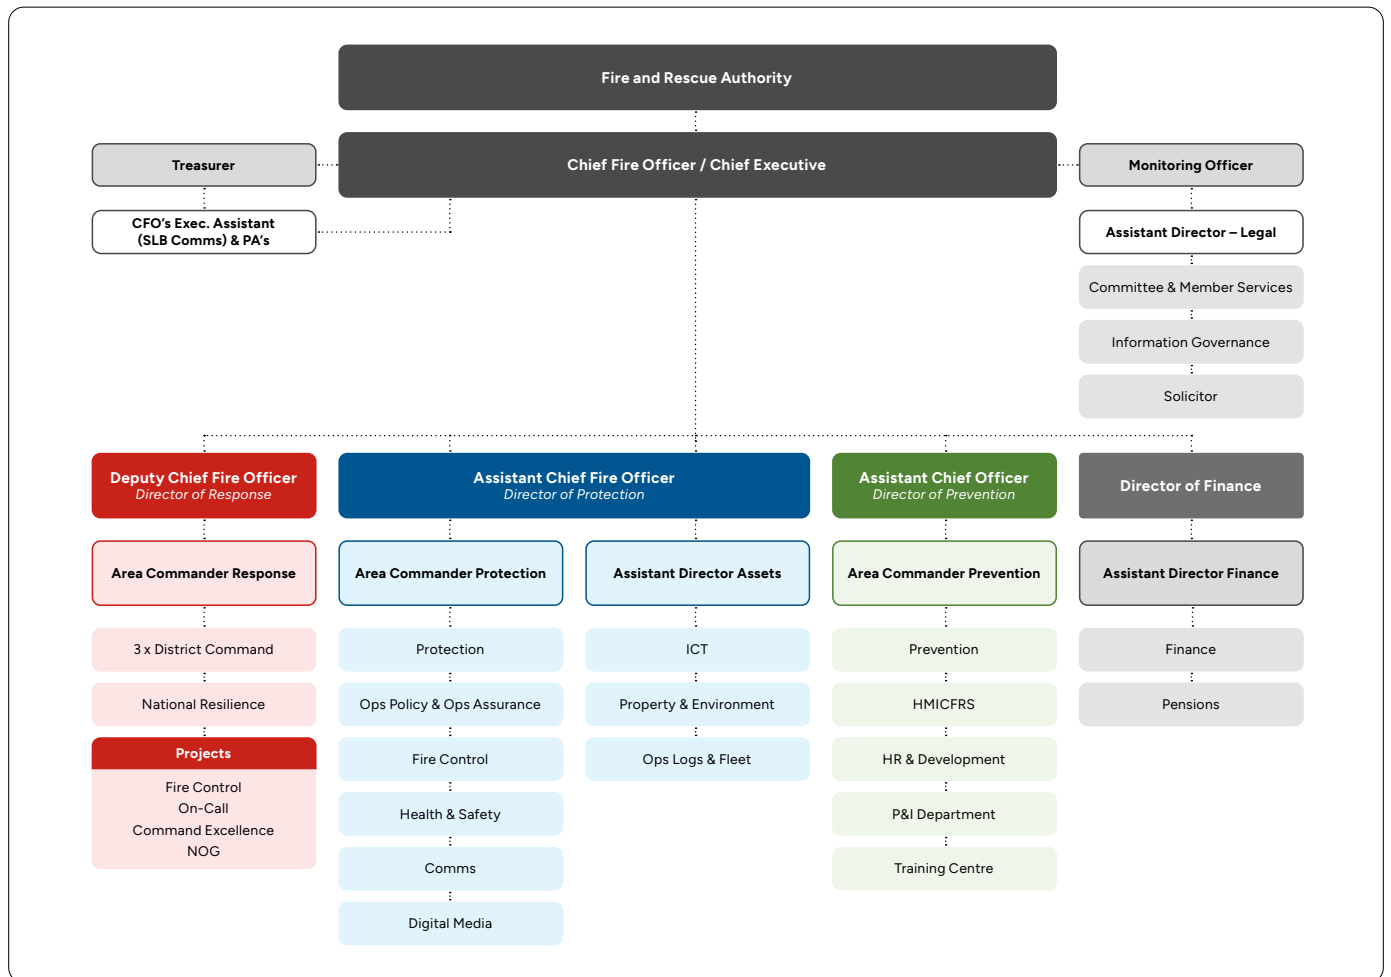 Fire and Rescue Authority
Treasurer
Chief Fire Officer / Chief Executive
Monitoring Officer
CFO’s Exec. Assistant
(SLB Comms) & PA’s
Assistant Director – Legal
Committee & Member Services
Information Governance
Solicitor
Deputy Chief Fire Officer
Director of Response
Assistant Chief Fire Officer
Director of Protection
Assistant Chief Officer
Director of Prevention
Director of Finance
Area Commander Response
Area Commander Protection
Assistant Director Assets
Area Commander Prevention
Assistant Director Finance
3 x District Command
Protection
ICT
Prevention
Finance
National Resilience
Ops Policy & Ops Assurance
Property & Environment
HMICFRS
Pensions
Projects
Fire Control
On-Call
Command Excellence
NOG
Fire Control
Ops Logs & Fleet
HR & Development
Health & Safety
P&I Department
Comms
Training Centre
Digital Media